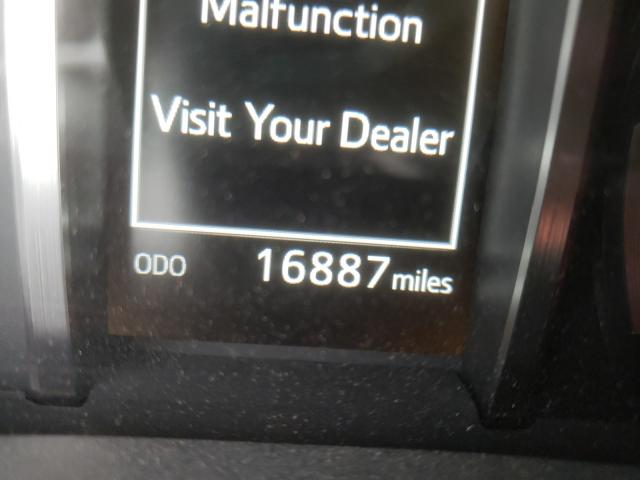 Malfunction
Visit Your Dealer
ODO 16887 miles